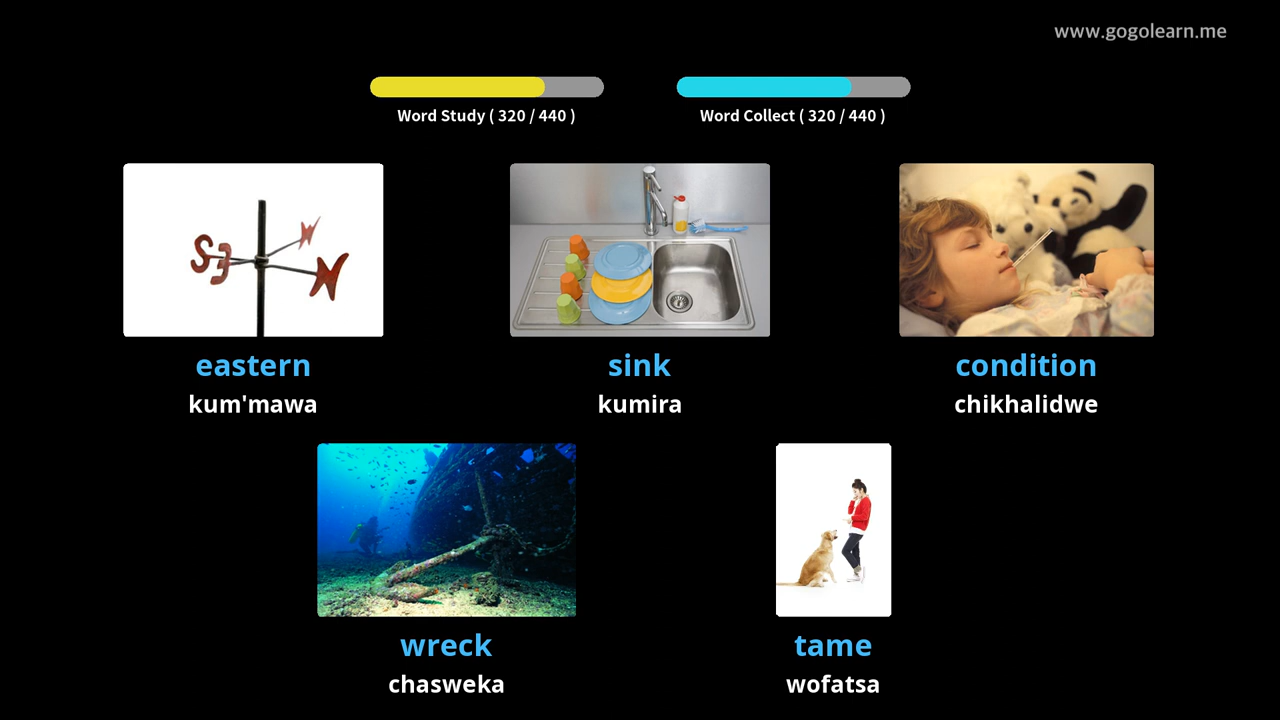 www.gogolearn.me
Word Study ( 320 / 440 )
Word Collect ( 320 / 440 )
S E N N
eastern
kum'mawa
sink
kumira
condition
chikhalidwe
wreck
chasweka
tame
wofatsa